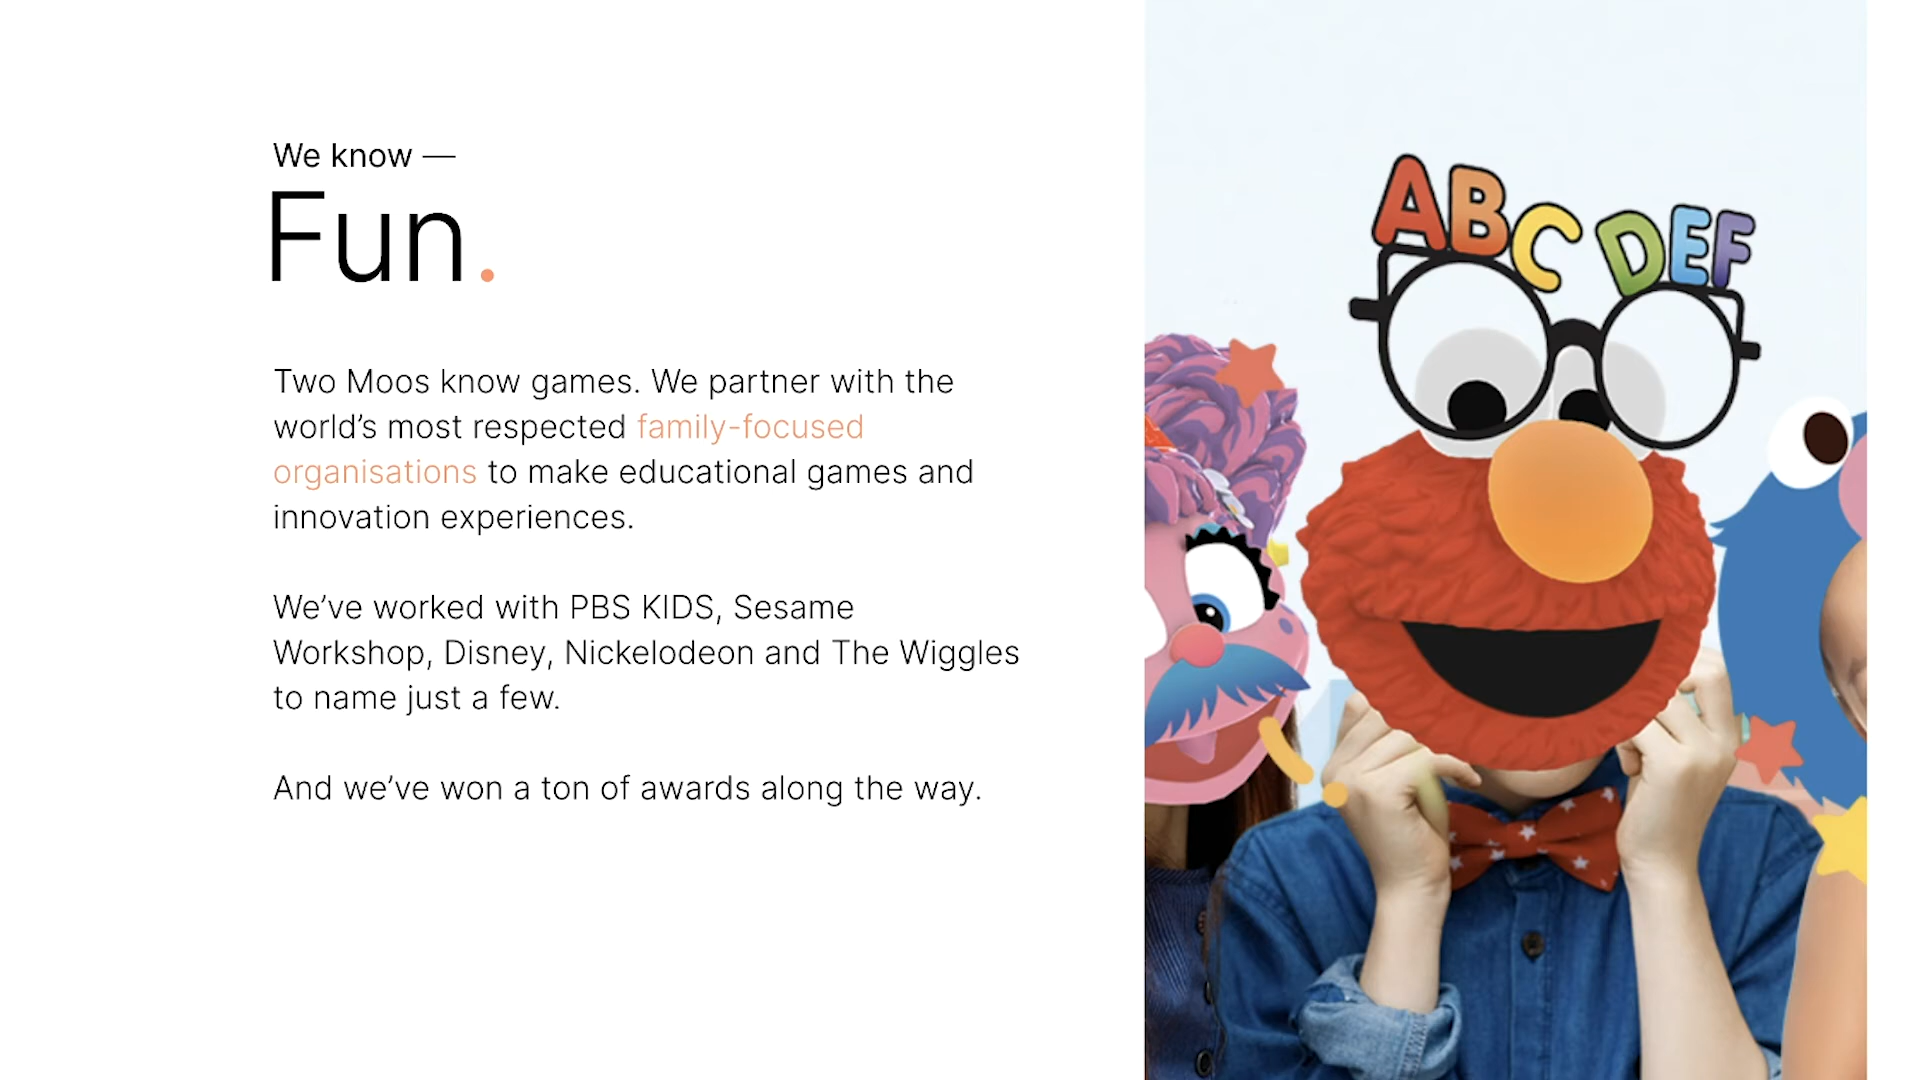 We know —
Fun.
Two Moos know games. We partner with the
world’s most respected family-focused
organisations to make educational games and
innovation experiences.
We’ve worked with PBS KIDS, Sesame
Workshop, Disney, Nickelodeon and The Wiggles
to name just a few.
And we’ve won a ton of awards along the way.
ABC DEF